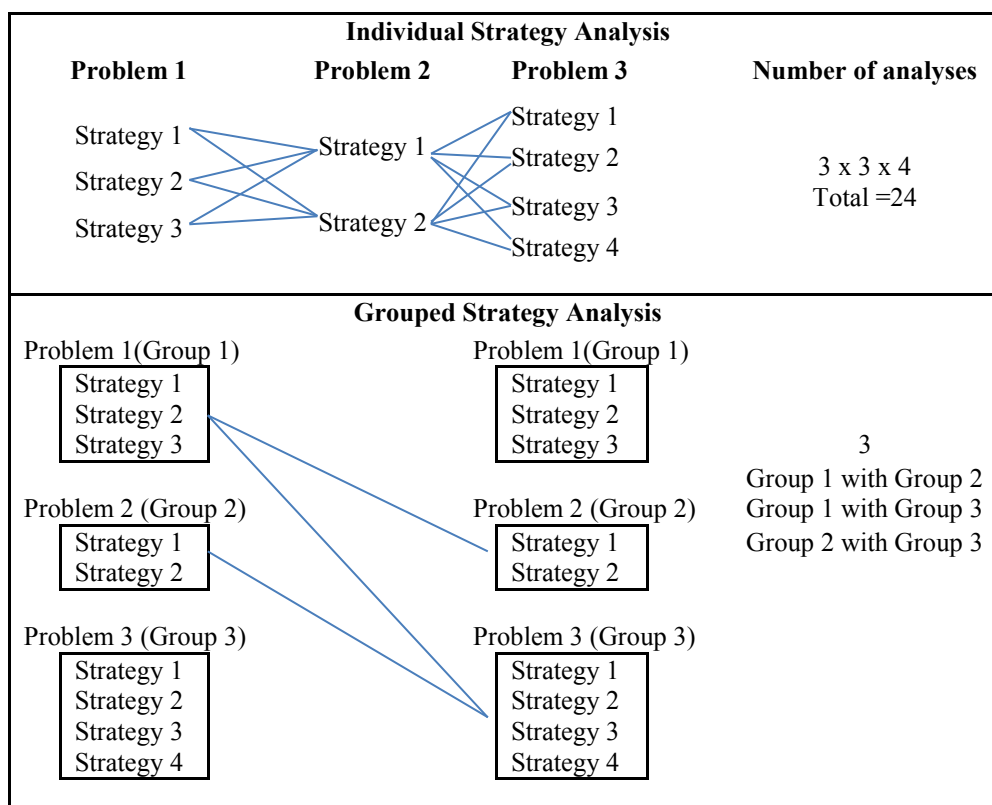 Individual Strategy Analysis
Problem 1 Problem 2 Problem 3 Number of analyses
Strategy 1
Strategy 2
Strategy 3
Strategy 1
Strategy 2
Strategy 1
Strategy 2
Strategy 3
Strategy 4
3 x 3 x 4
Total =24
Grouped Strategy Analysis
Problem 1(Group 1)
Strategy 1
Strategy 2
Strategy 3
Problem 2 (Group 2)
Strategy 1
Strategy 2
Problem 3 (Group 3)
Strategy 1
Strategy 2
Strategy 3
Strategy 4
Problem 1(Group 1)
Strategy 1
Strategy 2
Strategy 3
Problem 2 (Group 2)
Strategy 1
Strategy 2
Problem 3 (Group 3)
Strategy 1
Strategy 2
Strategy 3
Strategy 4
3
Group 1 with Group 2
Group 1 with Group 3
Group 2 with Group 3